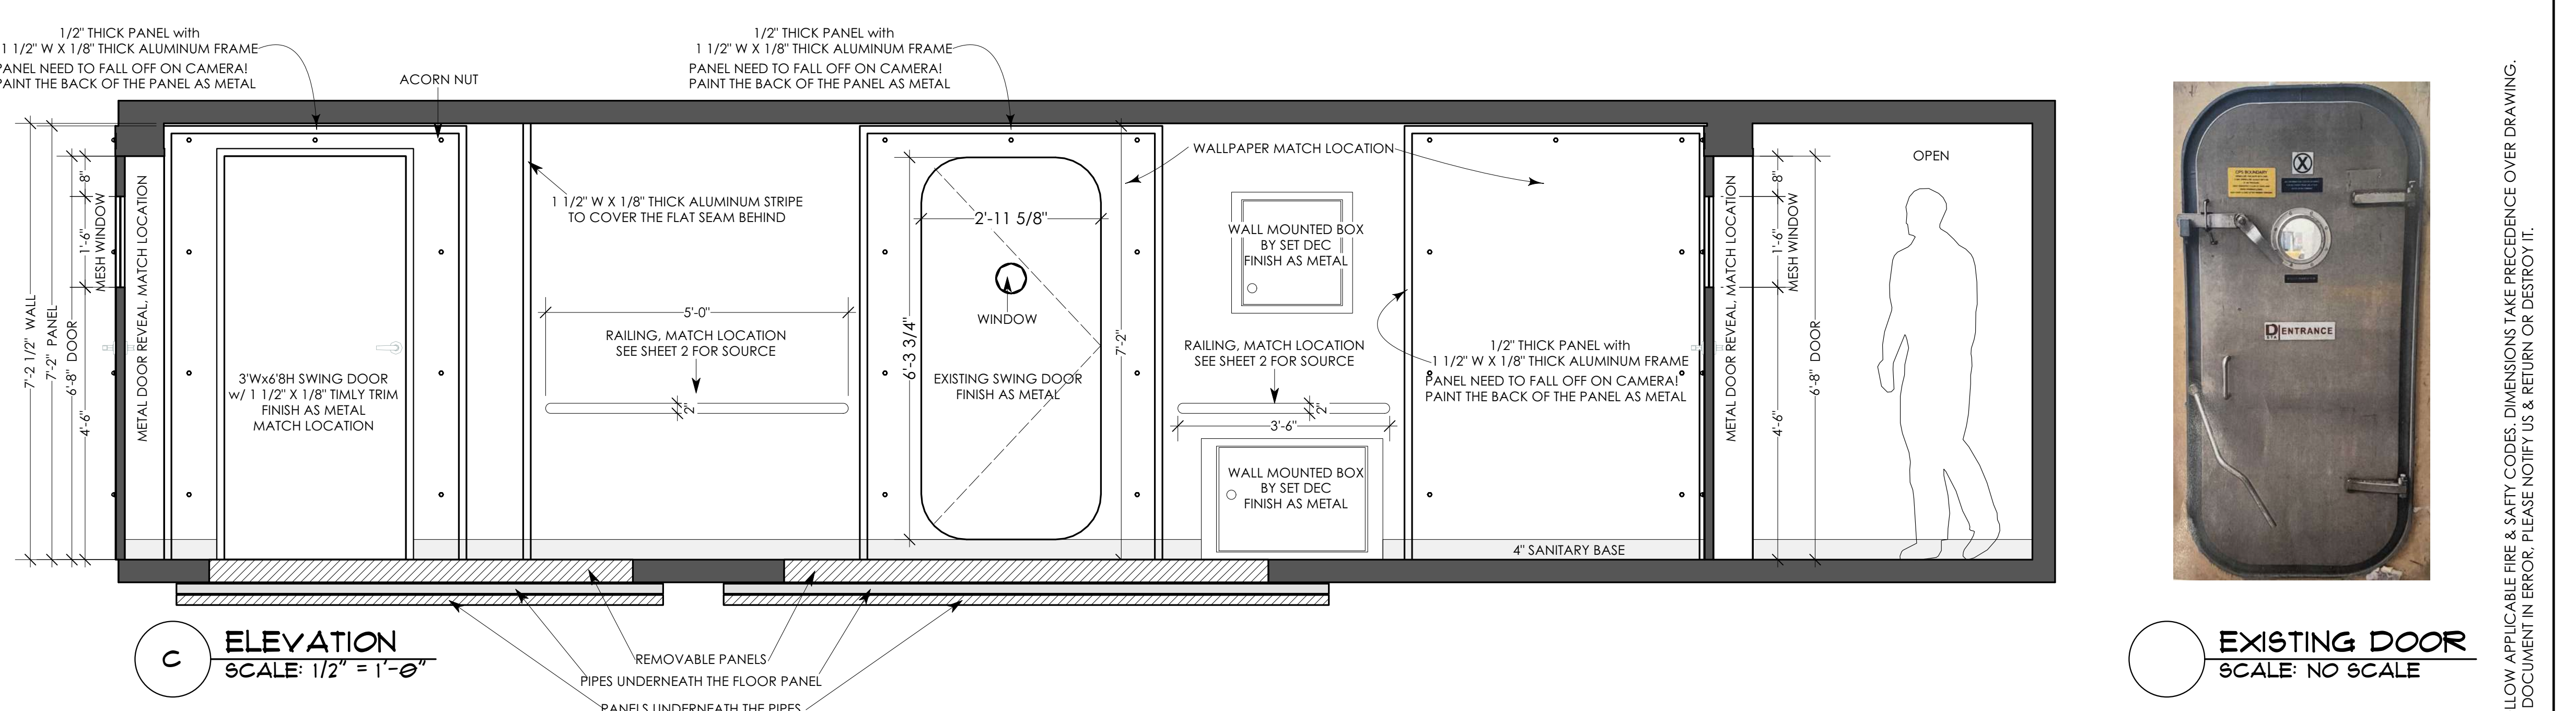 1/2" THICK PANEL with
1 1/2" W X 1/8" THICK ALUMINUM FRAME
PANEL NEED TO FALL OFF ON CAMERA!
PAINT THE BACK OF THE PANEL AS METAL
ACORN NUT
1/2" THICK PANEL with
1 1/2" W X 1/8" THICK ALUMINUM FRAME
PANEL NEED TO FALL OFF ON CAMERA!
PAINT THE BACK OF THE PANEL AS METAL
7'-2 1/2" WALL
7'-2" PANEL
6'-8" DOOR
8"
1'-6"
4'-6"
MESH WINDOW
METAL DOOR REVEAL, MATCH LOCATION
3'Wx6'8H SWING DOOR
w/ 1 1/2" X 1/8" TIMLY TRIM
FINISH AS METAL
MATCH LOCATION
1 1/2" W X 1/8" THICK ALUMINUM STRIPE
TO COVER THE FLAT SEAM BEHIND
5'-0"
RAILING, MATCH LOCATION
SEE SHEET 2 FOR SOURCE
2"
6'-3 3/4"
2'-11 5/8"
WINDOW
EXISTING SWING DOOR
FINISH AS METAL
7'-2"
WALLPAPER MATCH LOCATION
WALL MOUNTED BOX
BY SET DEC
FINISH AS METAL
RAILING, MATCH LOCATION
SEE SHEET 2 FOR SOURCE
2"
3'-6"
WALL MOUNTED BOX
BY SET DEC
FINISH AS METAL
1/2" THICK PANEL with
1 1/2" W X 1/8" THICK ALUMINUM FRAME
PANEL NEED TO FALL OFF ON CAMERA!
PAINT THE BACK OF THE PANEL AS METAL
4" SANITARY BASE
METAL DOOR REVEAL, MATCH LOCATION
8"
1'-6"
4'-6"
MESH WINDOW
6'-8" DOOR
OPEN
REMOVABLE PANELS
PIPES UNDERNEATH THE FLOOR PANEL
PANELS UNDERNEATH THE PIPES
C
ELEVATION
SCALE: 1/2" = 1'-0"
X
ENTRANCE
EXISTING DOOR
SCALE: NO SCALE
LLOW APPLICABLE FIRE & SAFTY CODES. DIMENSIONS TAKE PRECEDENCE OVER DRAWING.
DOCUMENT IN ERROR, PLEASE NOTIFY US & RETURN OR DESTROY IT.